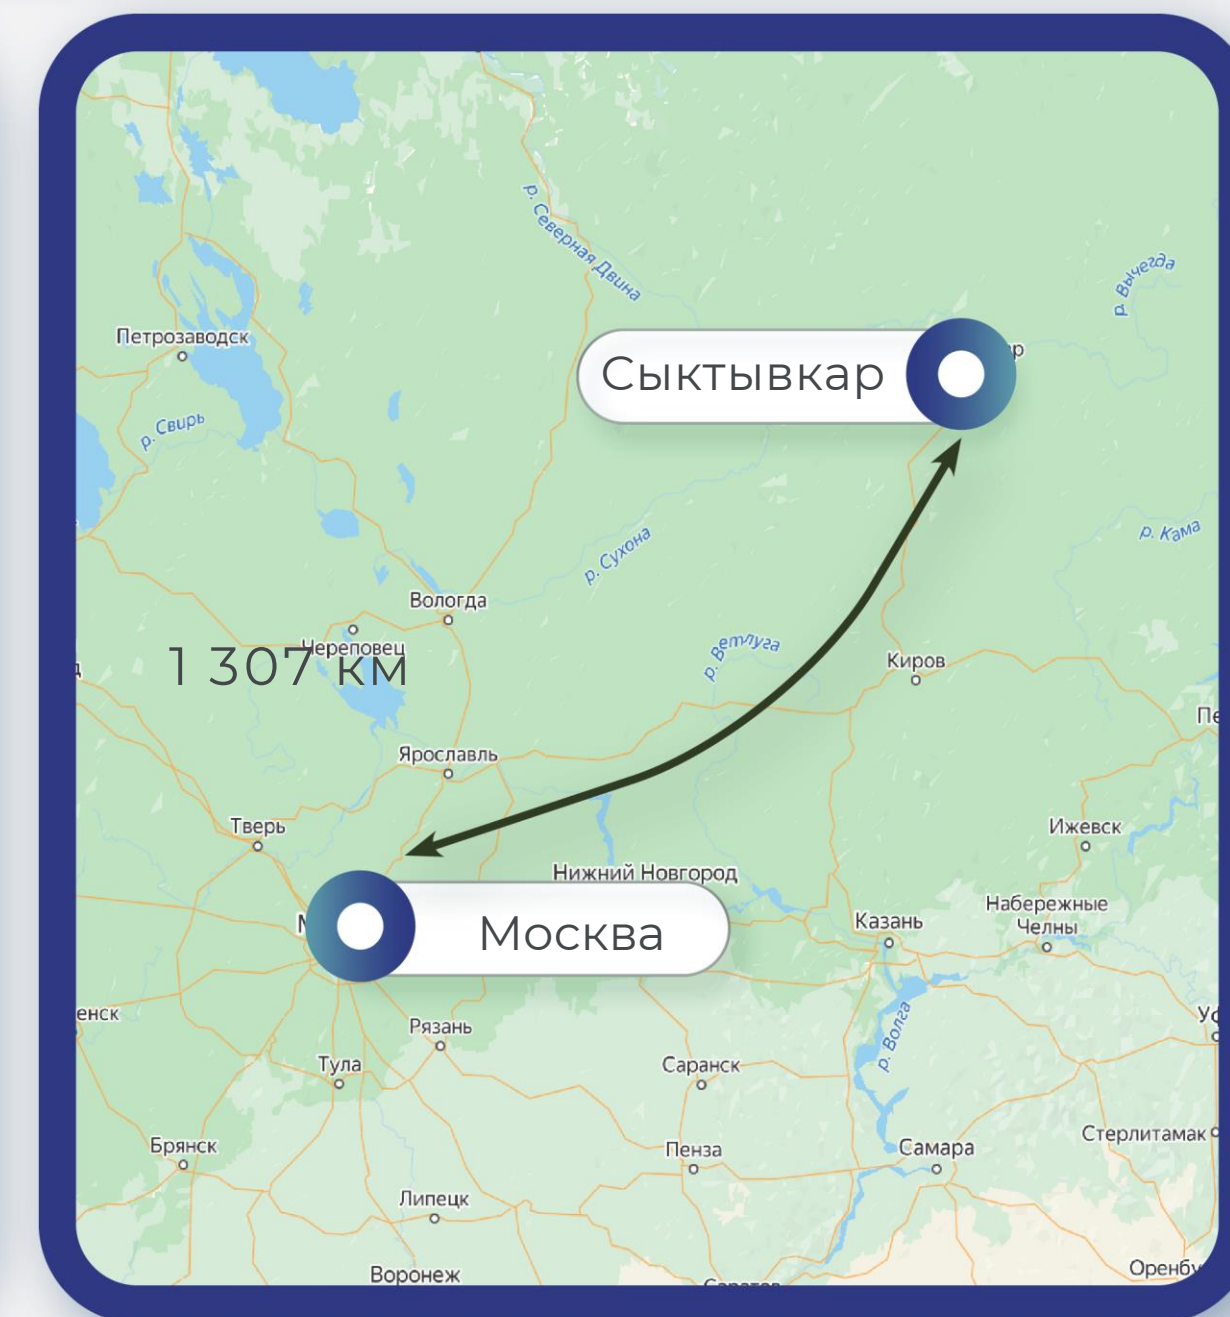 р. Северная Двина
р. Вычегда
Петрозаводск
Сыктывкар
р. Свирь
р. Сухона
р. Кама
Вологда
Череповец
1 307 км
р. Ветлуга
Киров
Ярославль
Тверь
Ижевск
Нижний Новгород
Набережные
Челны
Казань
Москва
Рязань
р. Волга
Тула
Саранск
Стерлитамак
Брянск
Пенза
Самара
Липецк
Воронеж